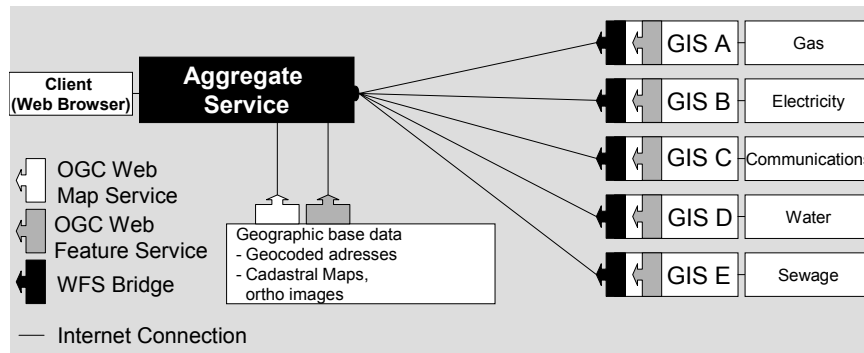 Client
(Web Browser)
Aggregate
Service
GIS A
Gas
GIS B
Electricity
GIS C
Communications
GIS D
Water
GIS E
Sewage
OGC Web
Map Service
OGC Web
Feature Service
WFS Bridge
Internet Connection
Geographic base data
- Geocoded adresses
- Cadastral Maps,
ortho images